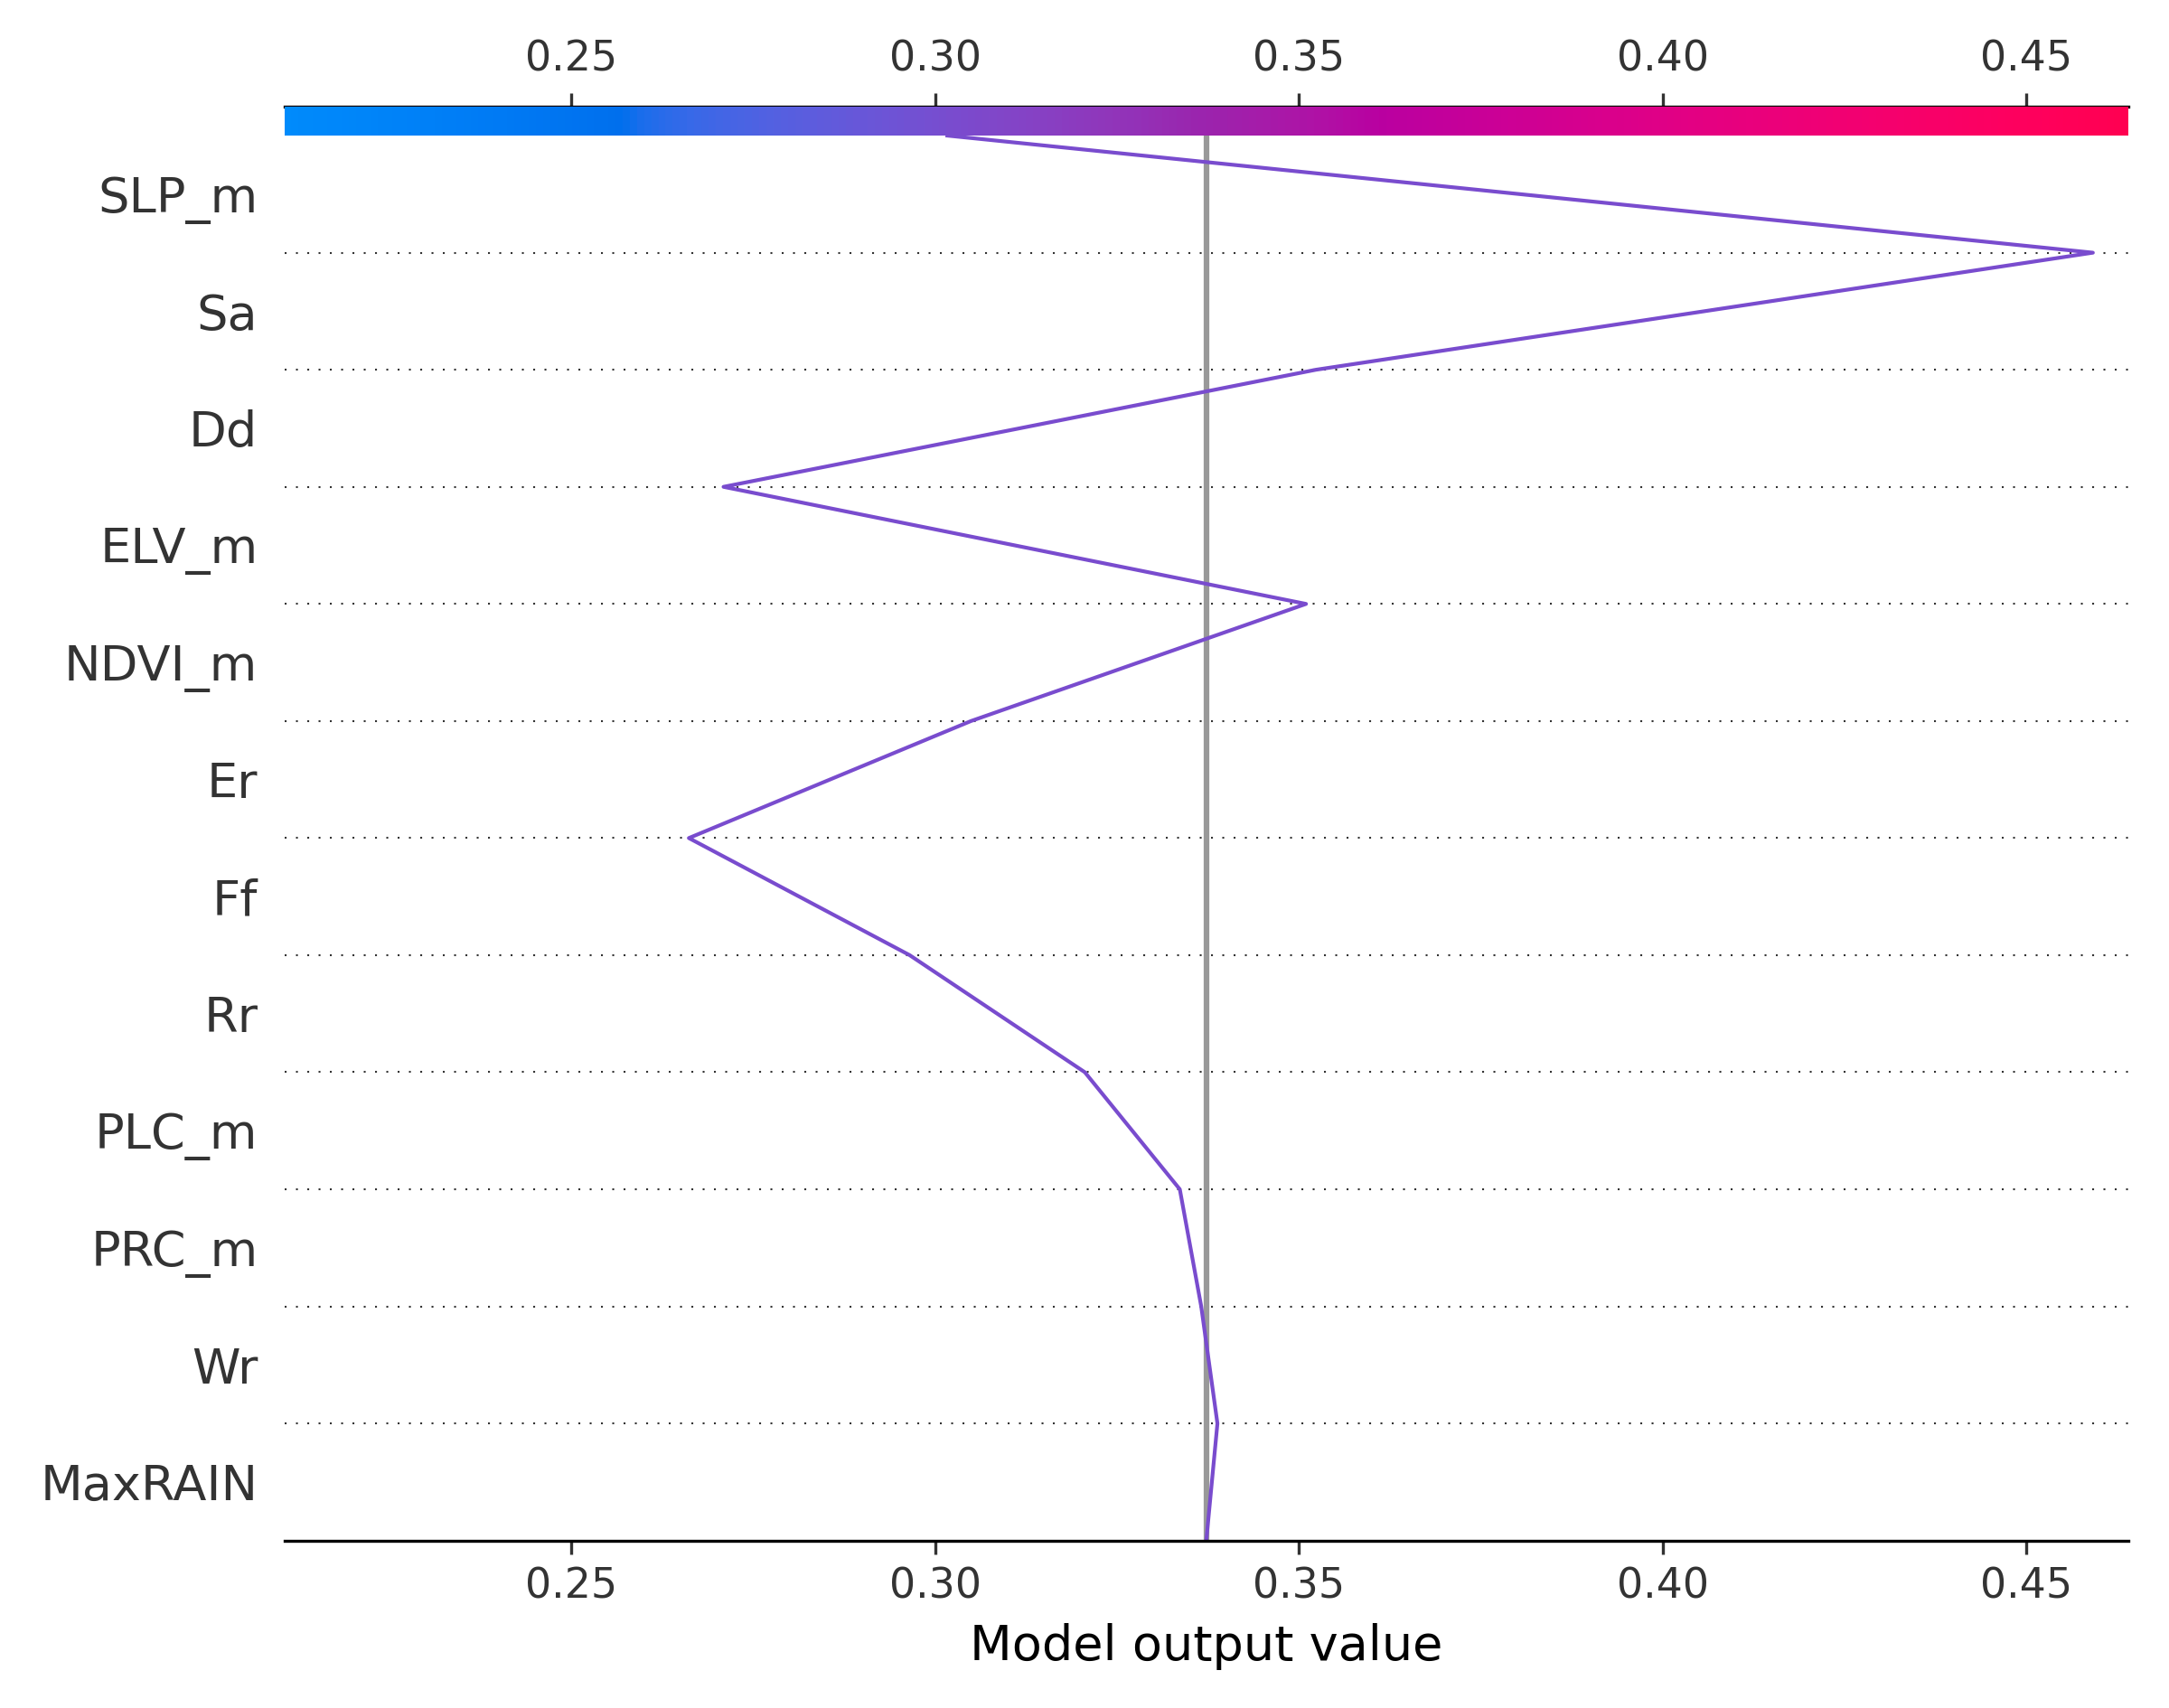 0.25 0.30 0.35 0.40 0.45
SLP_m
Sa
Dd
ELV_m
NDVI_m
Er
Ff
Rr
PLC_m
PRC_m
Wr
MaxRAIN
0.25 0.30 0.35 0.40 0.45
Model output value